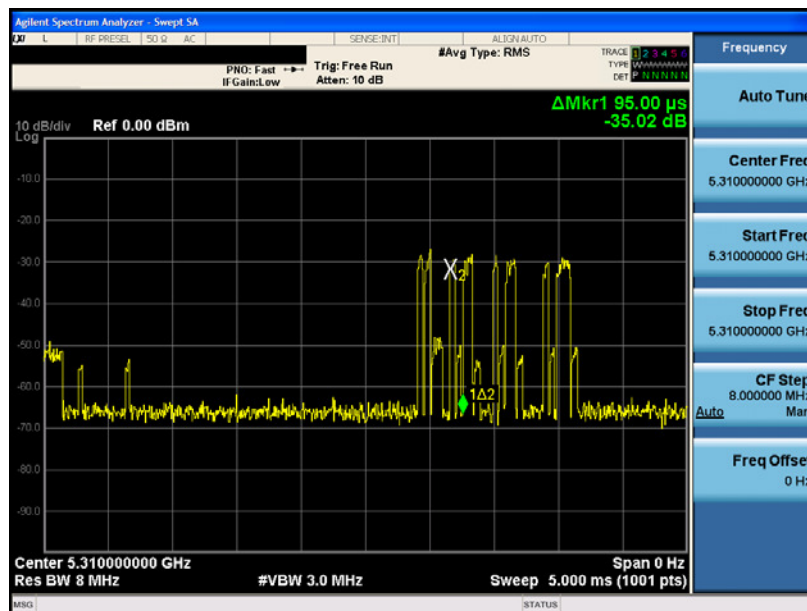 Agilent Spectrum Analyzer - Swept SA
LXI L RF PRESEL 50 Ω AC SENSE:INT ALIGN AUTO
#Avg Type: RMS
TRACE 1 2 3 4 5 6
TYPE W
DET P N N N N N
PNO: Fast
IFGain:Low
Trig: Free Run
Atten: 10 dB
ΔMkr1 95.00 µs
-35.02 dB
10 dB/div
Log
Ref 0.00 dBm
-10.0
-20.0
-30.0
-40.0
-50.0
-60.0
-70.0
-80.0
-90.0
X2
1Δ2
Center 5.310000000 GHz
Span 0 Hz
Res BW 8 MHz
#VBW 3.0 MHz
Sweep 5.000 ms (1001 pts)
MSG
STATUS
Frequency
Auto Tune
Center Freq
5.310000000 GHz
Start Freq
5.310000000 GHz
Stop Freq
5.310000000 GHz
CF Step
8.000000 MHz
Auto Man
Freq Offset
0 Hz